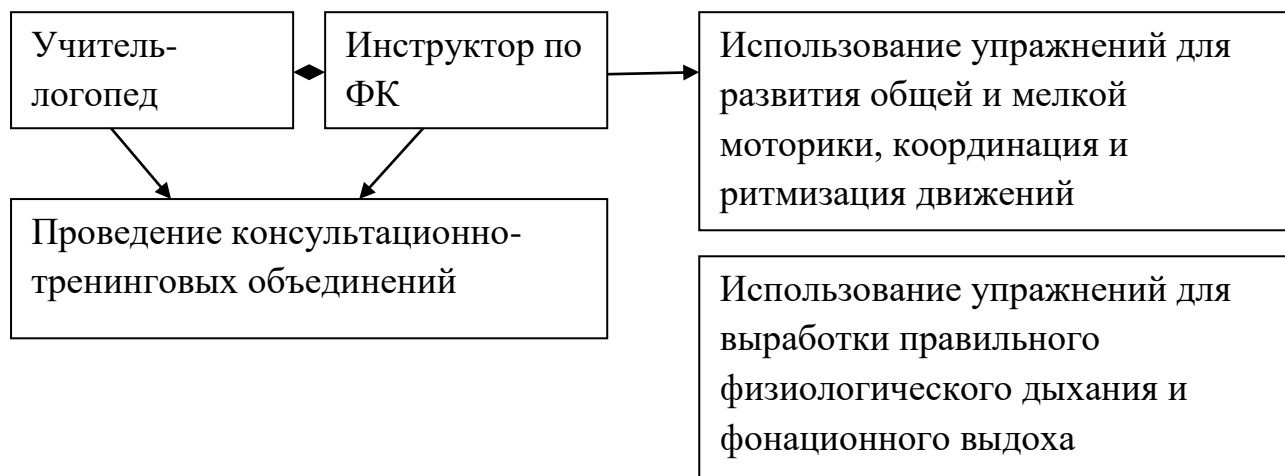 Учитель-
логопед
Инструктор по
ФК
Использование упражнений для
развития общей и мелкой
моторики, координация и
ритмизация движений
Проведение консультационно-
тренинговых объединений
Использование упражнений для
выработки правильного
физиологического дыхания и
фонационного выдоха